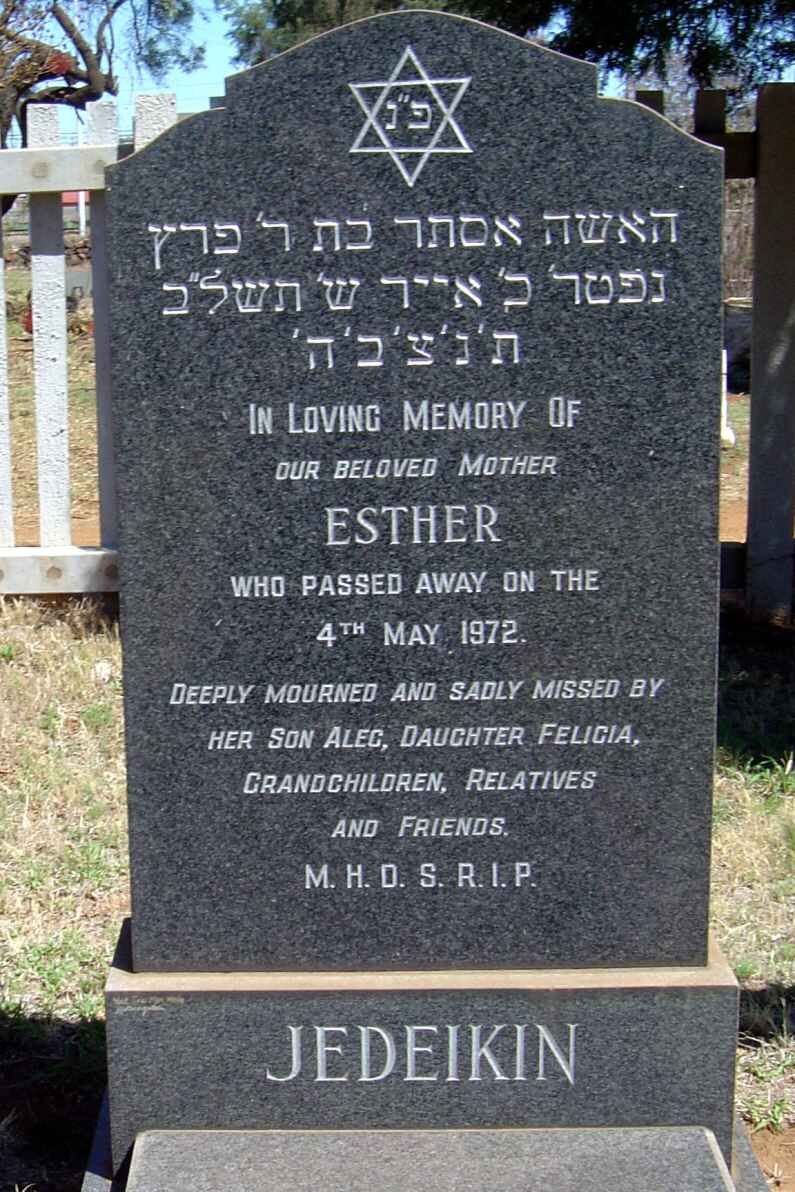 פ"נ
האשה אסתר בת ר' פרץ
נפטר' כ' אייר ש' תשל"ב
ת'נ'צ'ב'ה'
IN LOVING MEMORY OF
OUR BELOVED MOTHER
ESTHER
WHO PASSED AWAY ON THE
4TH MAY 1972.
DEEPLY MOURNED AND SADLY MISSED BY
HER SON ALEC, DAUGHTER FELICIA,
GRANDCHILDREN, RELATIVES
AND FRIENDS.
M.H.D.S.R.I.P.
JEDEIKIN